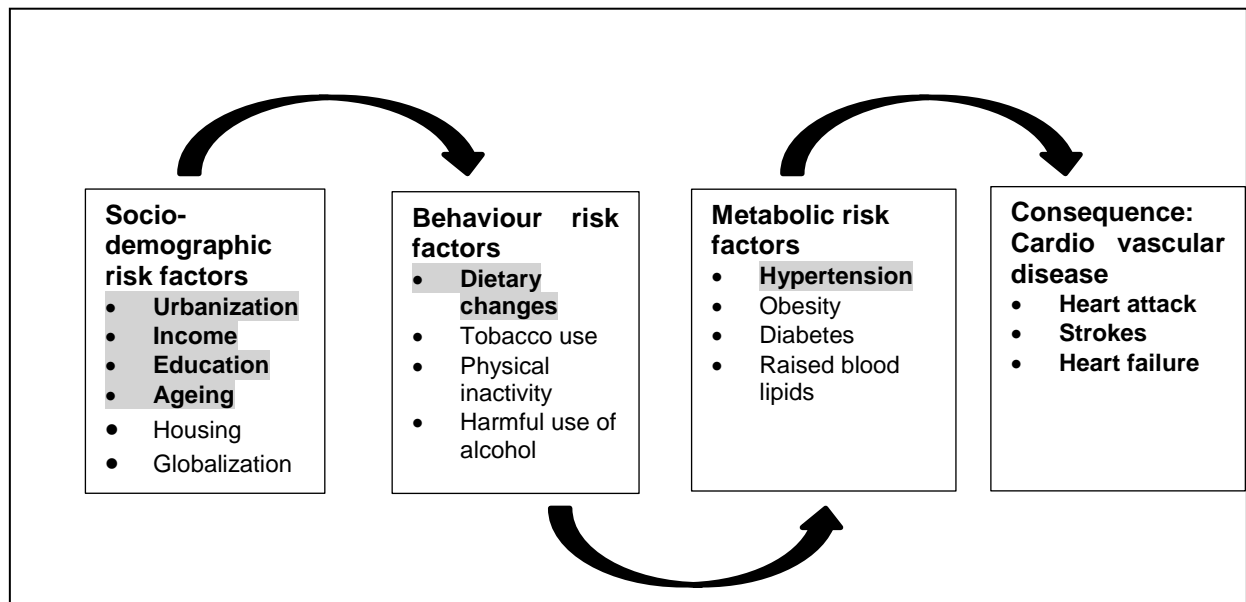 Socio-
demographic
risk factors
• Urbanization
• Income
• Education
• Ageing
• Housing
• Globalization
Behaviour risk
factors
• Dietary
changes
• Tobacco use
• Physical
inactivity
• Harmful use of
alcohol
Metabolic risk
factors
• Hypertension
• Obesity
• Diabetes
• Raised blood
lipids
Consequence:
Cardio vascular
disease
• Heart attack
• Strokes
• Heart failure